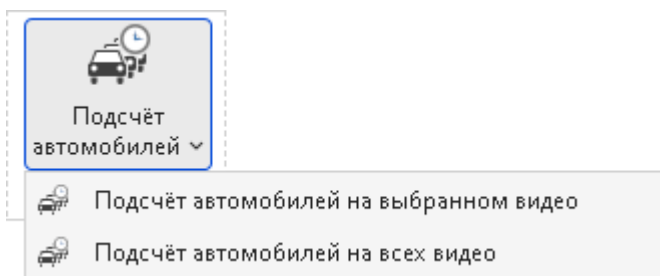 Подсчёт
автомобилей
Подсчёт автомобилей на выбранном видео
Подсчёт автомобилей на всех видео